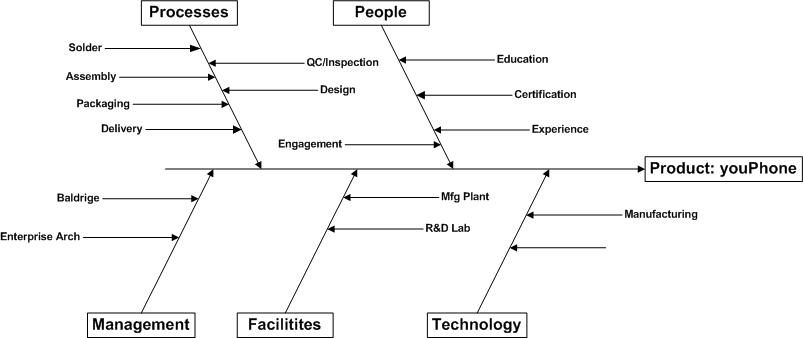 Processes
People
Solder
QC/Inspection
Education
Assembly
Design
Certification
Packaging
Delivery
Experience
Engagement
Product: youPhone
Baldrige
Mfg Plant
Manufacturing
R&D Lab
Enterprise Arch
Management
Facilitites
Technology